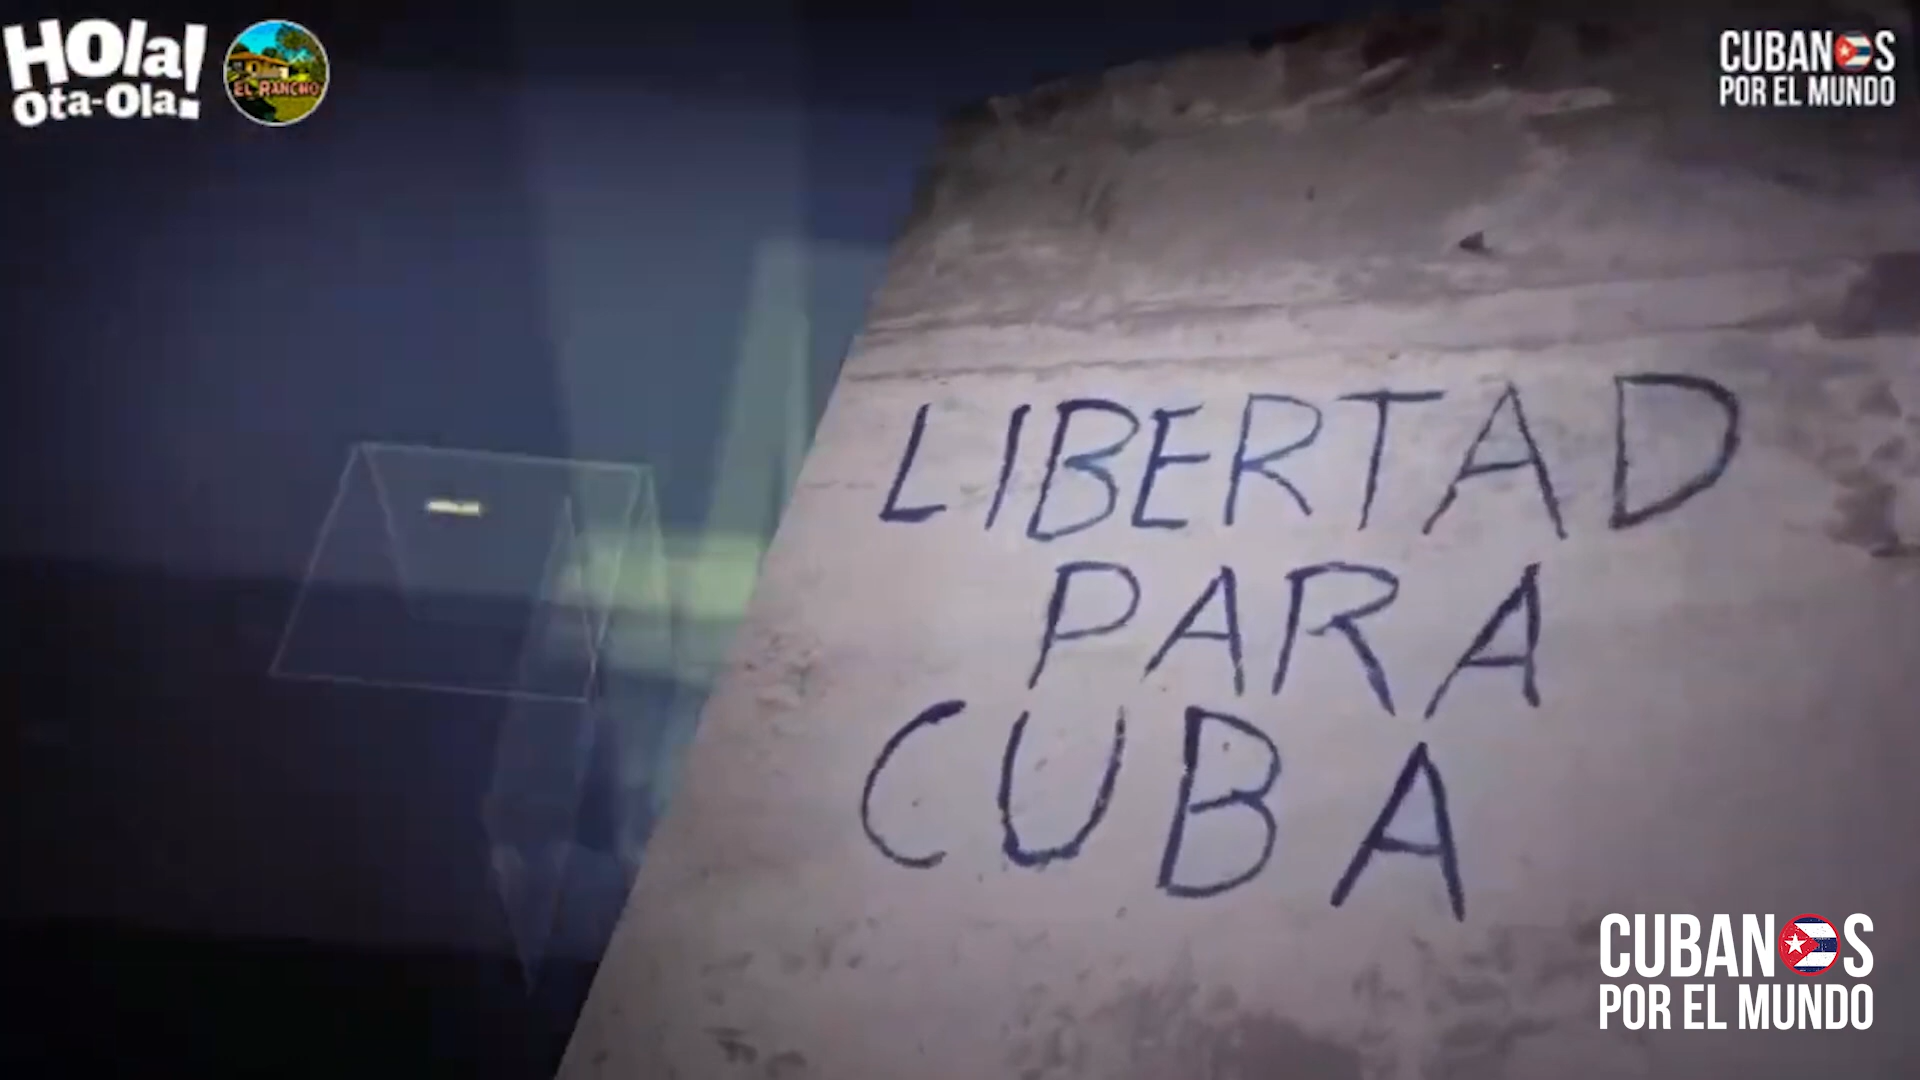 Hola!
Ota-Ola!
EL RANCHO
CUBANOS
POR EL MUNDO
LIBERTAD
PARA
CUBA
CUBANOS
POR EL MUNDO